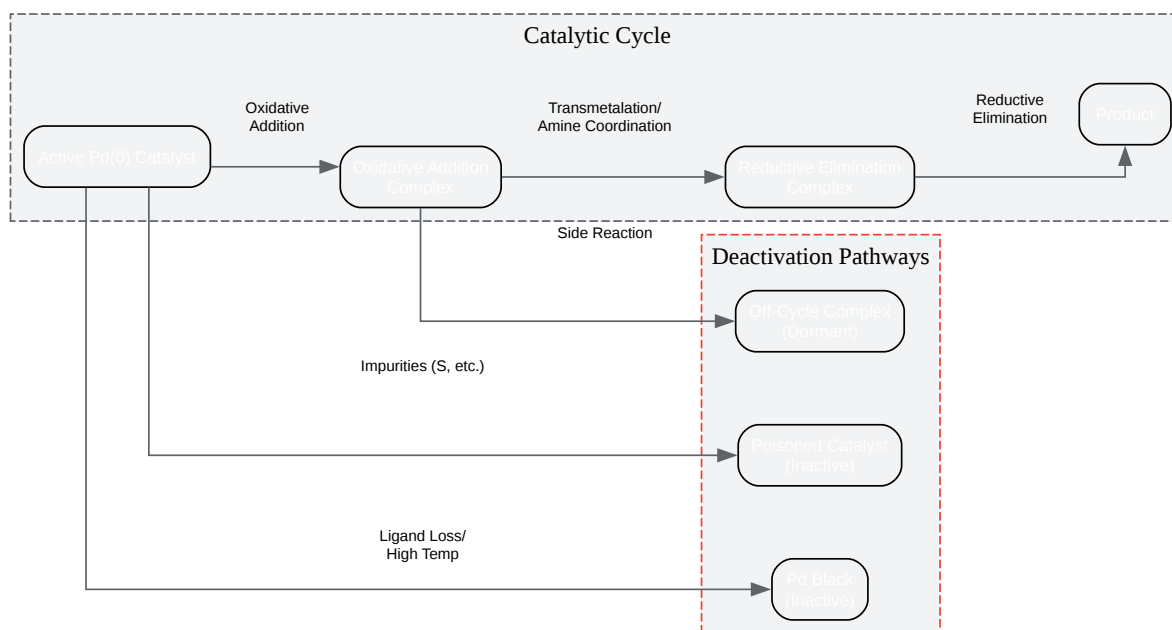 Catalytic Cycle
Oxidative
Addition
Transmetalation/
Amine Coordination
Reductive
Elimination
Product
Active Pd(0) Catalyst
Oxidative Addition
Complex
Reductive Elimination
Complex
Side Reaction
Deactivation Pathways
Off-Cycle Complex
(Dormant)
Impurities (S, etc.)
Poisoned Catalyst
(Inactive)
Ligand Loss/
High Temp
Pd Black
(Inactive)